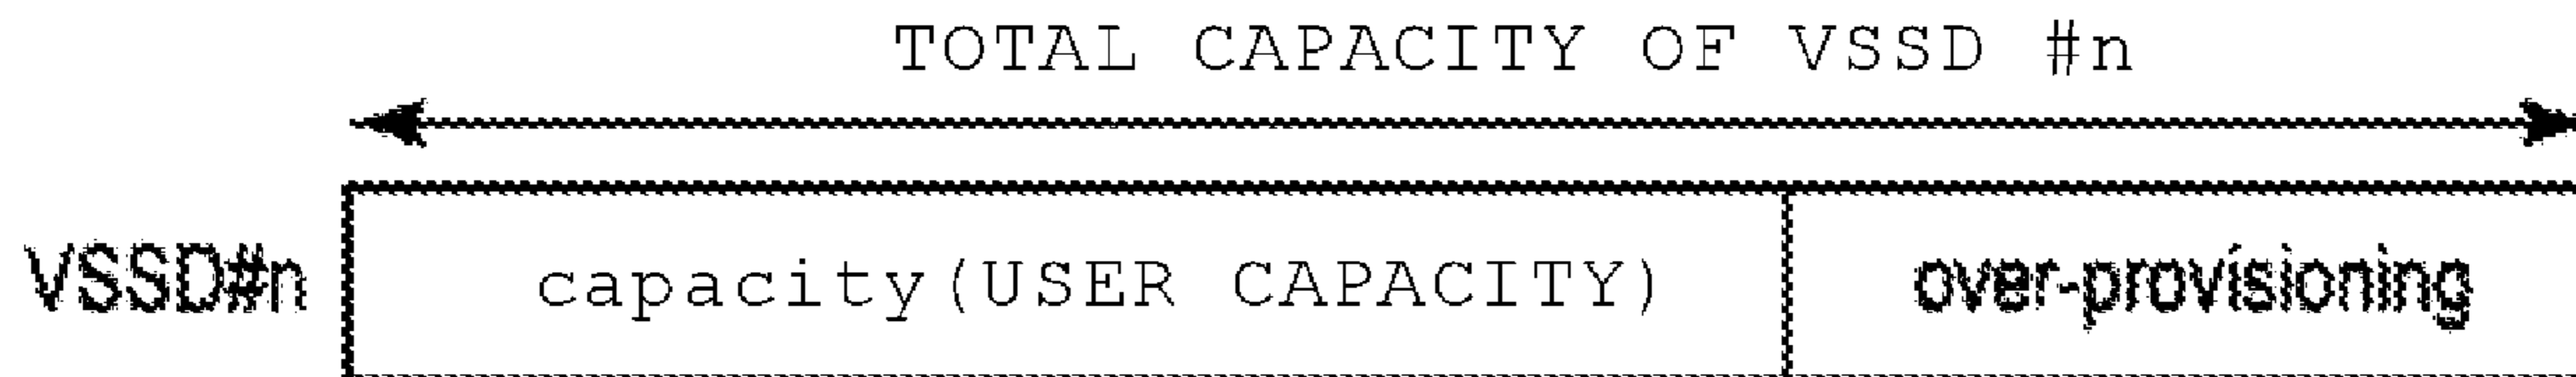 TOTAL CAPACITY OF VSSD #n
VSSD#n capacity(USER CAPACITY) over-provisioning